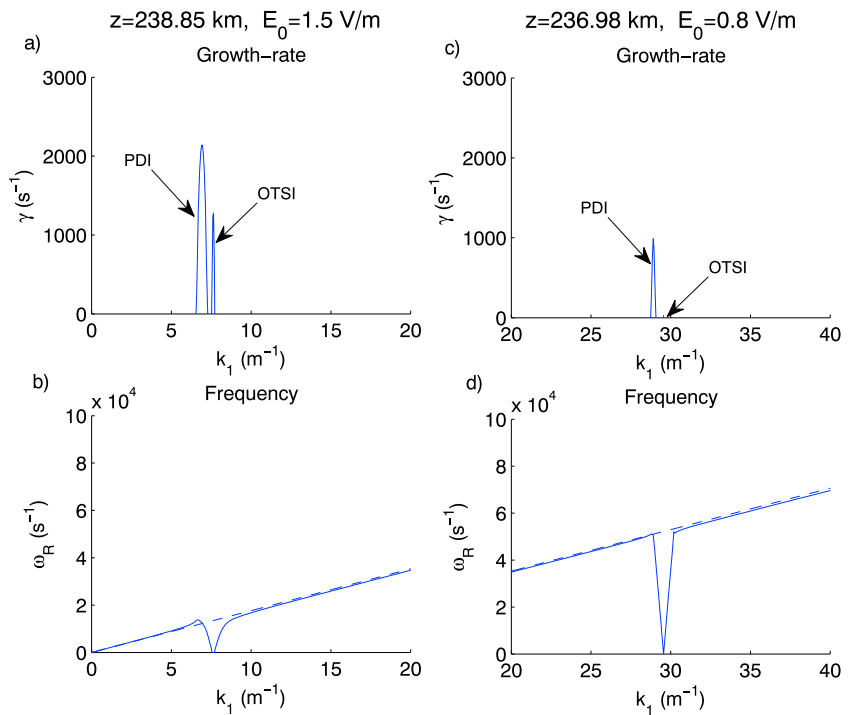 z=238.85 km, E0=1.5 V/m
a)
Growth−rate
3000
2000
1000
0
γ (s−1)
PDI
OTSI
0 5 10 15 20
k1 (m−1)
b)
x 10^4
Frequency
10
8
6
4
2
0
ωR (s−1)
0 5 10 15 20
k1 (m−1)
z=236.98 km, E0=0.8 V/m
c)
Growth−rate
3000
2000
1000
0
γ (s−1)
PDI
OTSI
20 25 30 35 40
k1 (m−1)
d)
x 10^4
Frequency
10
8
6
4
2
0
ωR (s−1)
20 25 30 35 40
k1 (m−1)